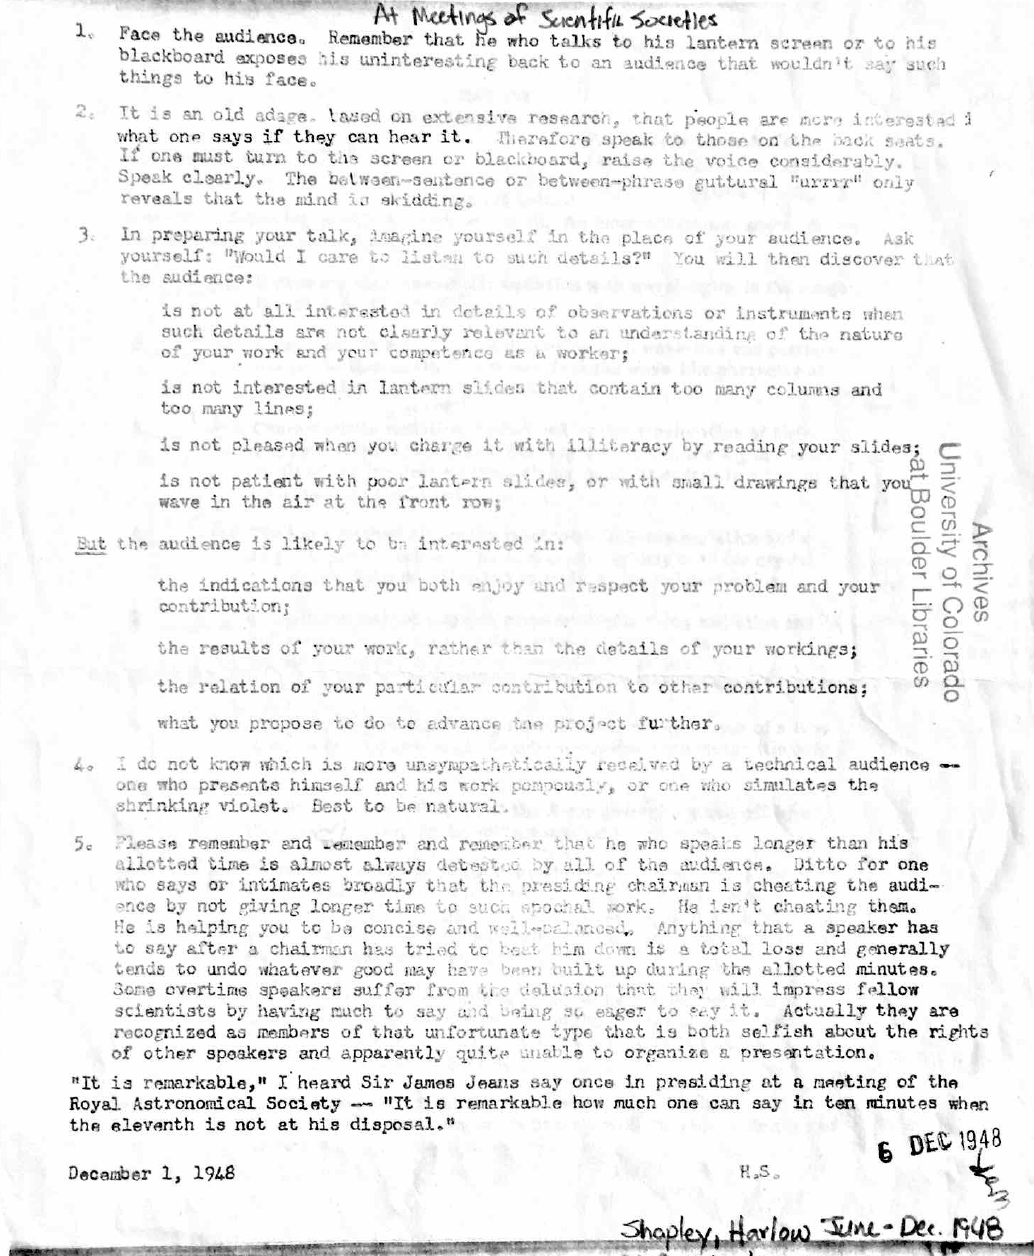 At Meetings of Scientific Societies
1. Face the audience. Remember that he who talks to his lantern screen or to his
blackboard exposes his uninteresting back to an audience that wouldn't say such
things to his face.
2. It is an old adage, based on extensive research, that people are more interested i
what one says if they can hear it. Therefore speak to those on the back seats.
If one must turn to the screen or blackboard, raise the voice considerably.
Speak clearly. The between-sentence or between-phrase guttural "urrrr" only
reveals that the mind is skidding.
3. In preparing your talk, imagine yourself in the place of your audience. Ask
yourself: "Would I care to listen to such details?" You will then discover that
the audience:
is not at all interested in details of observations or instruments when
such details are not clearly relevant to an understanding of the nature
of your work and your competence as a worker;
is not interested in lantern slides that contain too many columns and
too many lines;
is not pleased when you charge it with illiteracy by reading your slides;
is not patient with poor lantern slides, or with small drawings that you
wave in the air at the front row;
But the audience is likely to be interested in:
the indications that you both enjoy and respect your problem and your
contribution;
the results of your work, rather than the details of your workings;
the relation of your particular contribution to other contributions;
what you propose to do to advance the project further.
4. I do not know which is more unsympathetically received by a technical audience --
one who presents himself and his work pompously, or one who simulates the
shrinking violet. Best to be natural.
5. Please remember and remember and remember that he who speaks longer than his
allotted time is almost always detested by all of the audience. Ditto for one
who says or intimates broadly that the presiding chairman is cheating the audi-
ence by not giving longer time to such epochal work. He isn't cheating them.
He is helping you to be concise and well-balanced. Anything that a speaker has
to say after a chairman has tried to beat him down is a total loss and generally
tends to undo whatever good may have been built up during the allotted minutes.
Some overtime speakers suffer from the delusion that they will impress fellow
scientists by having much to say and being so eager to say it. Actually they are
recognized as members of that unfortunate type that is both selfish about the rights
of other speakers and apparently quite unable to organize a presentation.
"It is remarkable," I heard Sir James Jeans say once in presiding at a meeting of the
Royal Astronomical Society -- "It is remarkable how much one can say in ten minutes when
the eleventh is not at his disposal."
December 1, 1948
H.S.
6 DEC 1948
Shapley, Harlow June-Dec. 1948
Archives
University of Colorado
at Boulder Libraries